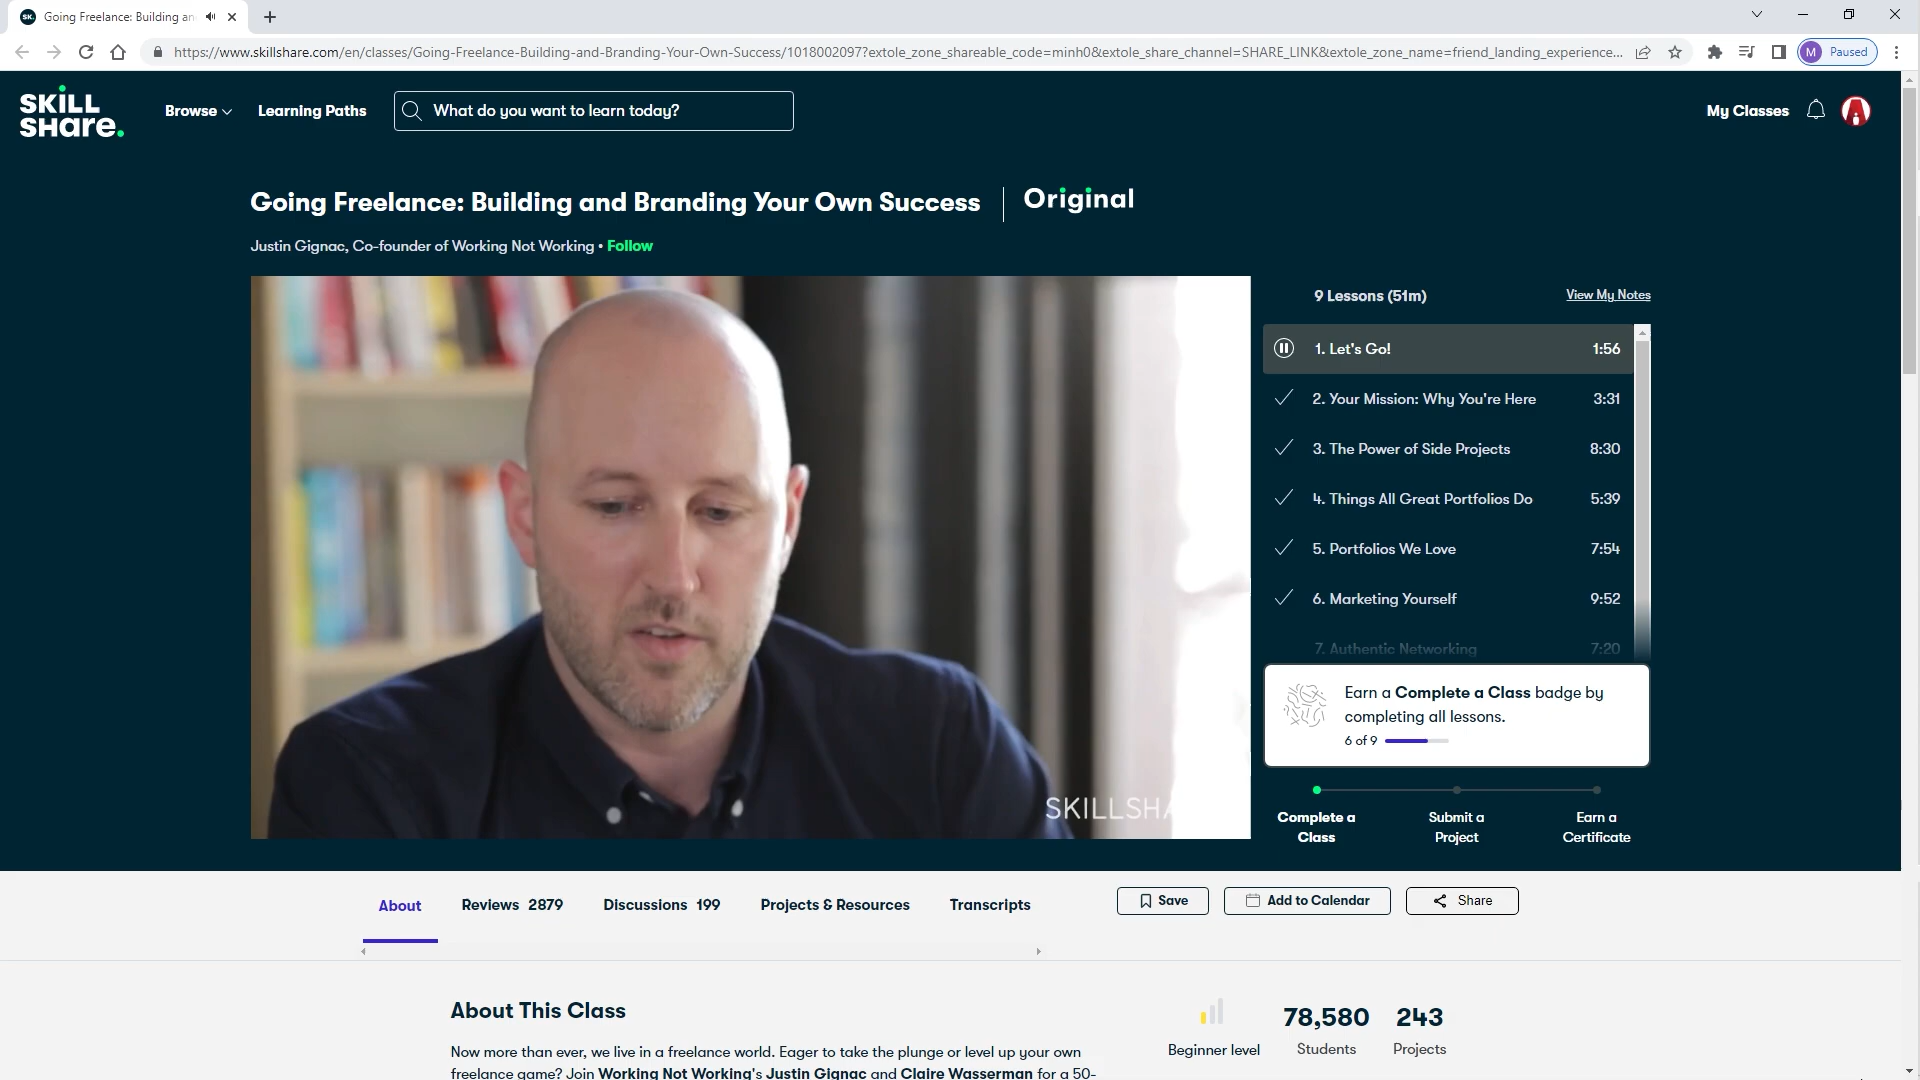 Going Freelance: Building an
https://www.skillshare.com/en/classes/Going-Freelance-Building-and-Branding-Your-Own-Success/1018002097?extole_zone_shareable_code=minh0&extole_share_channel=SHARE_LINK&extole_zone_name=friend_landing_experience...
M Paused
SKILL
SHare.
Browse
Learning Paths
What do you want to learn today?
My Classes
Going Freelance: Building and Branding Your Own Success
Original
Justin Gignac, Co-founder of Working Not Working • Follow
SKILLSHA
9 Lessons (51m)
View My Notes
1. Let's Go! 1:56
2. Your Mission: Why You're Here 3:31
3. The Power of Side Projects 8:30
4. Things All Great Portfolios Do 5:39
5. Portfolios We Love 7:54
6. Marketing Yourself 9:52
7. Authentic Networking 7:20
Earn a Complete a Class badge by
completing all lessons.
6 of 9
Complete a
Class
Submit a
Project
Earn a
Certificate
About
Reviews 2879
Discussions 199
Projects & Resources
Transcripts
Save
Add to Calendar
Share
About This Class
Now more than ever, we live in a freelance world. Eager to take the plunge or level up your own
freelance game? Join Working Not Working's Justin Gignac and Claire Wasserman for a 50-
Beginner level
78,580
Students
243
Projects